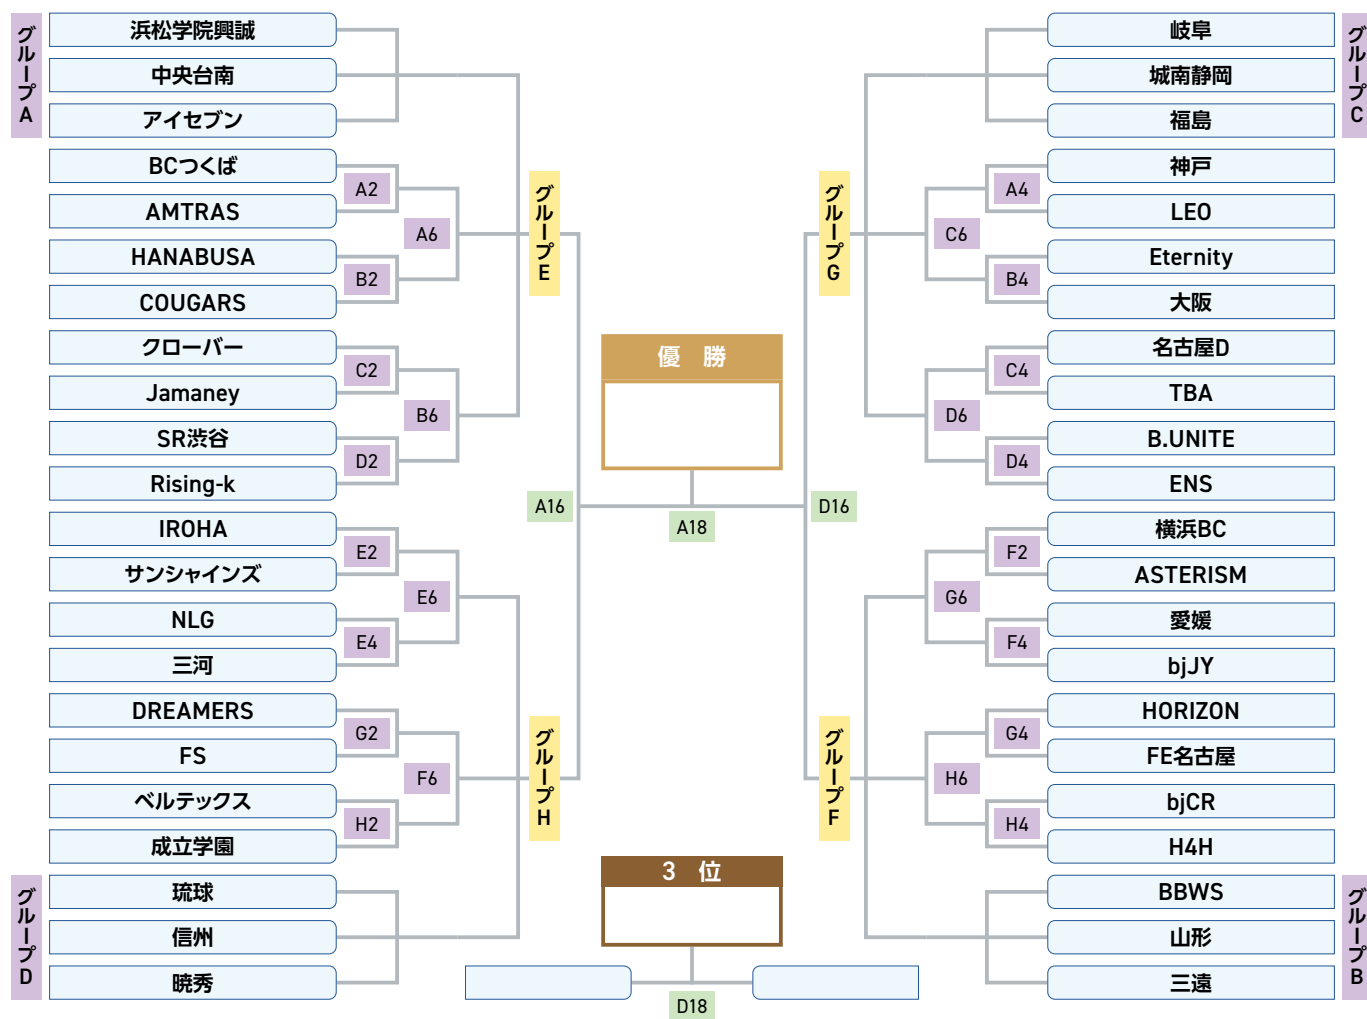 グループA
浜松学院興誠
中央台南
アイセブン
BCつくば
AMTRAS
A2
HANABUSA
COUGARS
B2
A6
クローバー
Jamaney
C2
SR渋谷
Rising-k
D2
B6
グループE
IROHA
サンシャインズ
E2
NLG
三河
E4
E6
DREAMERS
FS
G2
ベルテックス
成立学園
H2
F6
グループH
グループD
琉球
信州
暁秀
A16
優 勝
A18
D16
3 位
D18
グループC
岐阜
城南静岡
福島
神戸
LEO
A4
Eternity
大阪
B4
C6
名古屋D
TBA
C4
B.UNITE
ENS
D4
D6
グループG
横浜BC
ASTERISM
F2
愛媛
bjJY
F4
G6
HORIZON
FE名古屋
G4
bjCR
H4H
H4
H6
グループF
グループB
BBWS
山形
三遠